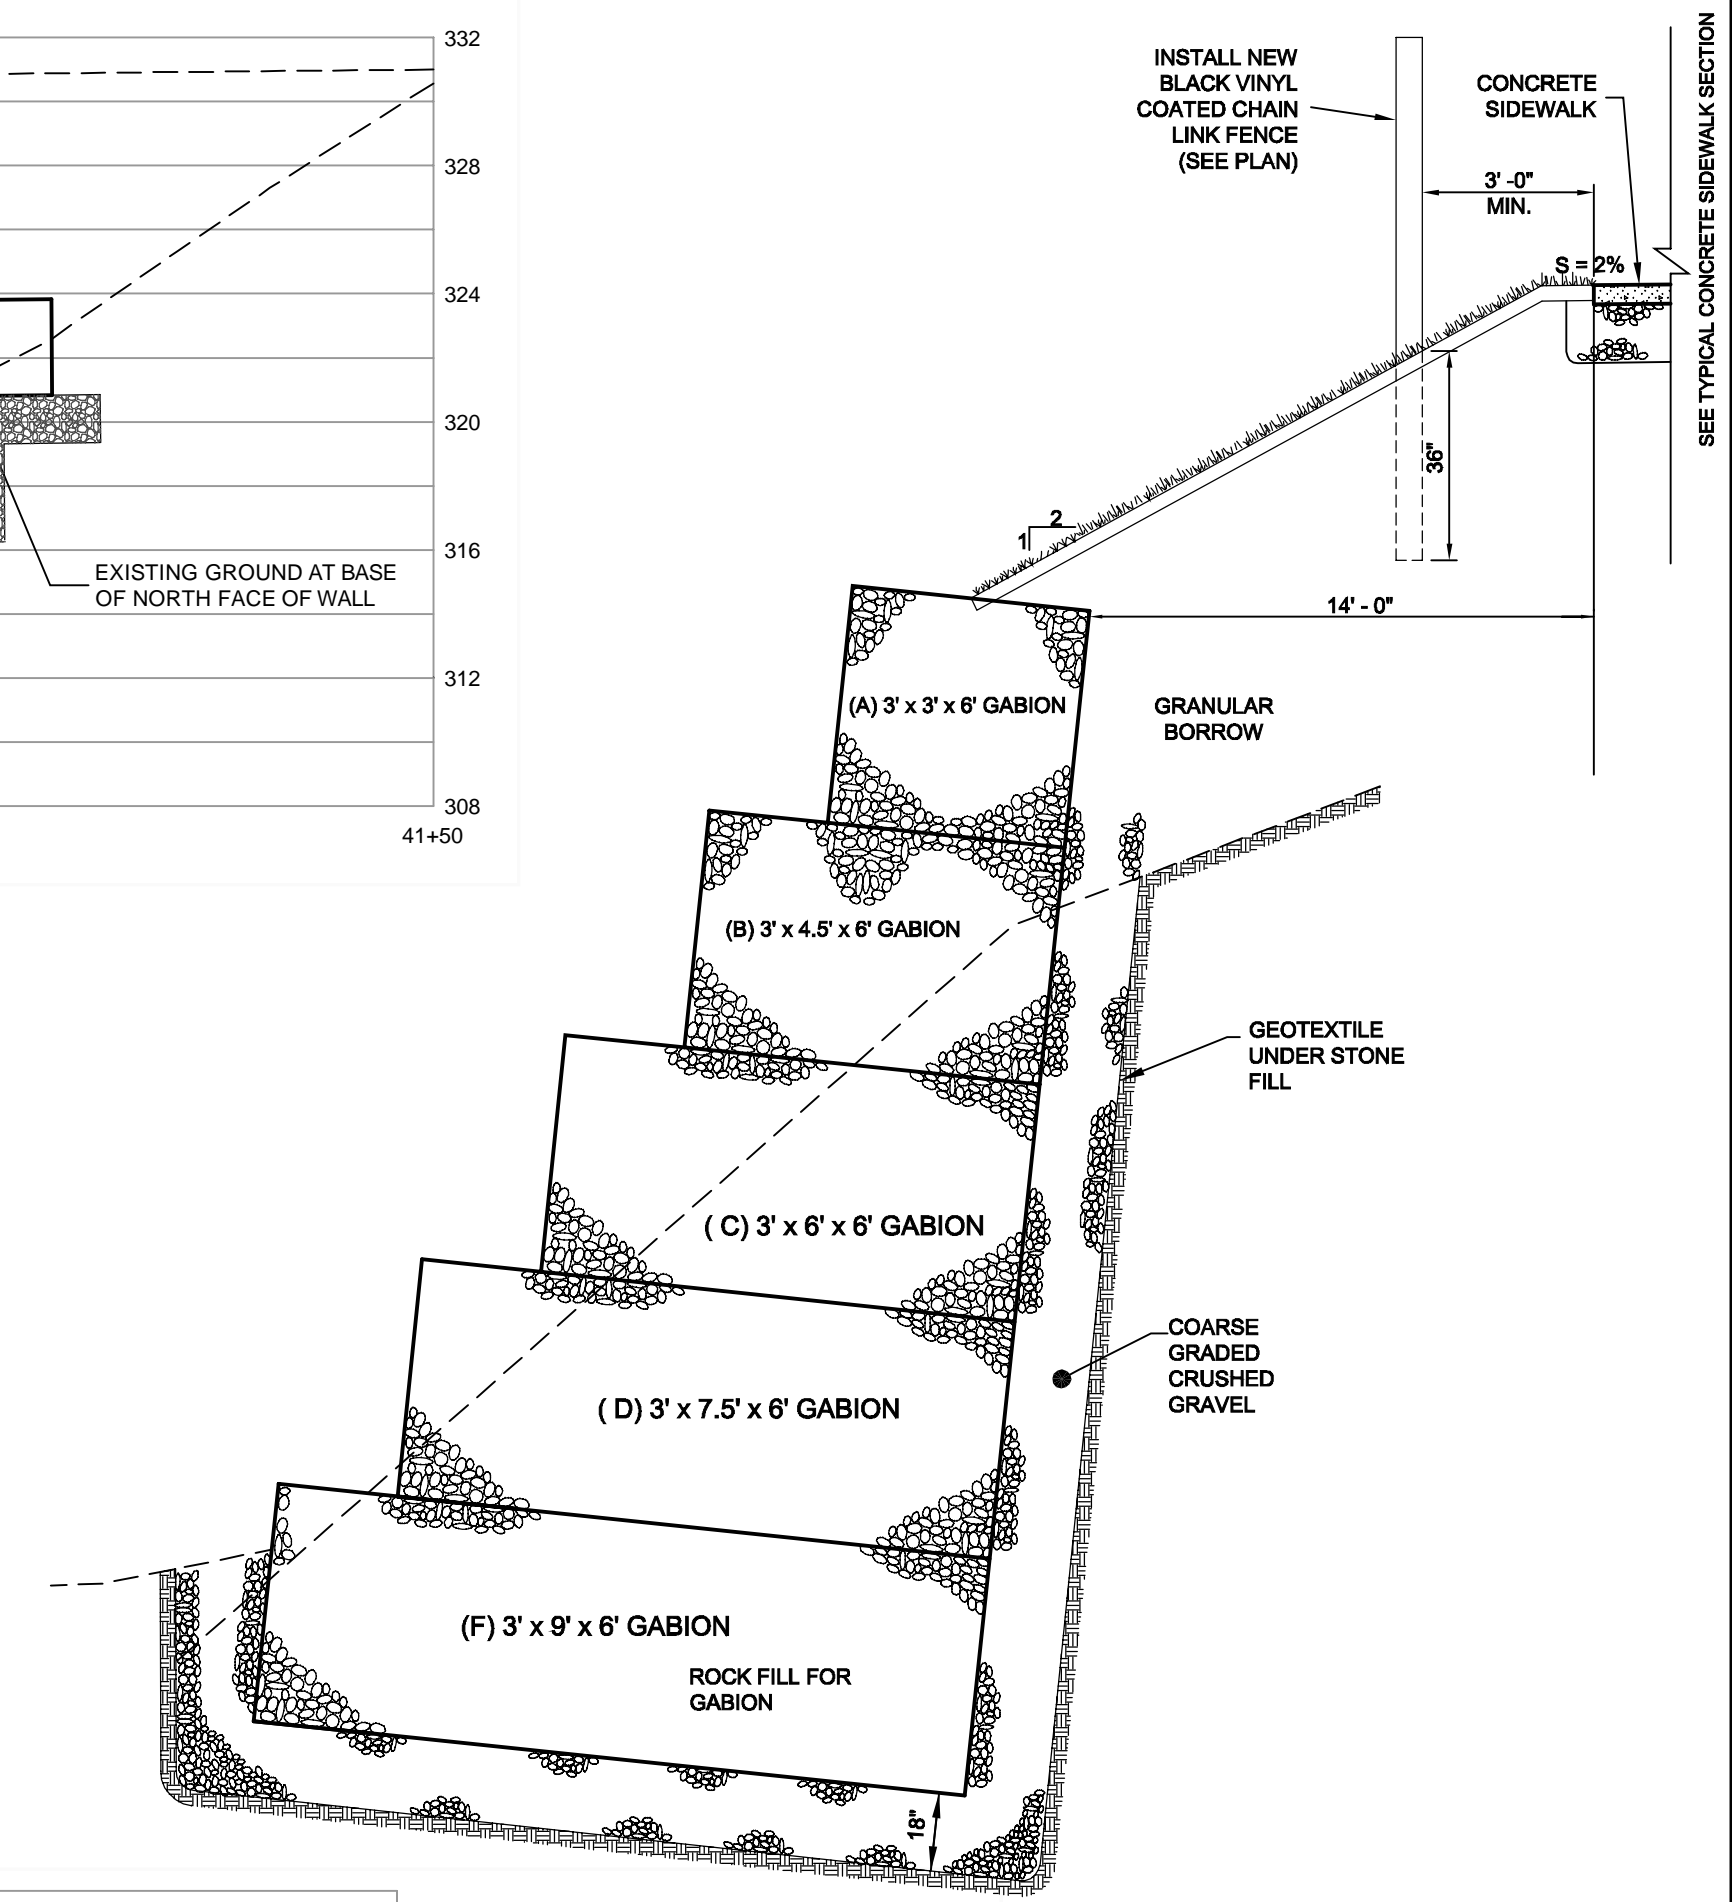 332
328
324
320
316
312
308
41+50
EXISTING GROUND AT BASE
OF NORTH FACE OF WALL
INSTALL NEW
BLACK VINYL
COATED CHAIN
LINK FENCE
(SEE PLAN)
CONCRETE
SIDEWALK
3' -0"
MIN.
S = 2%
SEE TYPICAL CONCRETE SIDEWALK SECTION
36"
2
1
14' - 0"
(A) 3' x 3' x 6' GABION
GRANULAR
BORROW
(B) 3' x 4.5' x 6' GABION
GEOTEXTILE
UNDER STONE
FILL
( C) 3' x 6' x 6' GABION
COARSE
GRADED
CRUSHED
GRAVEL
( D) 3' x 7.5' x 6' GABION
(F) 3' x 9' x 6' GABION
ROCK FILL FOR
GABION
18"